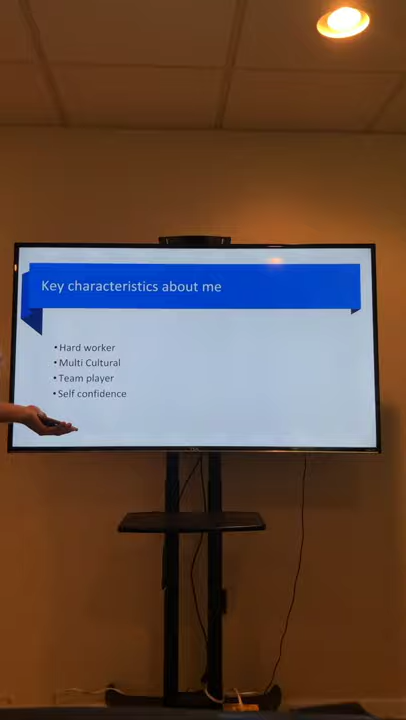 Key characteristics about me
• Hard worker
• Multi Cultural
• Team player
• Self confidence